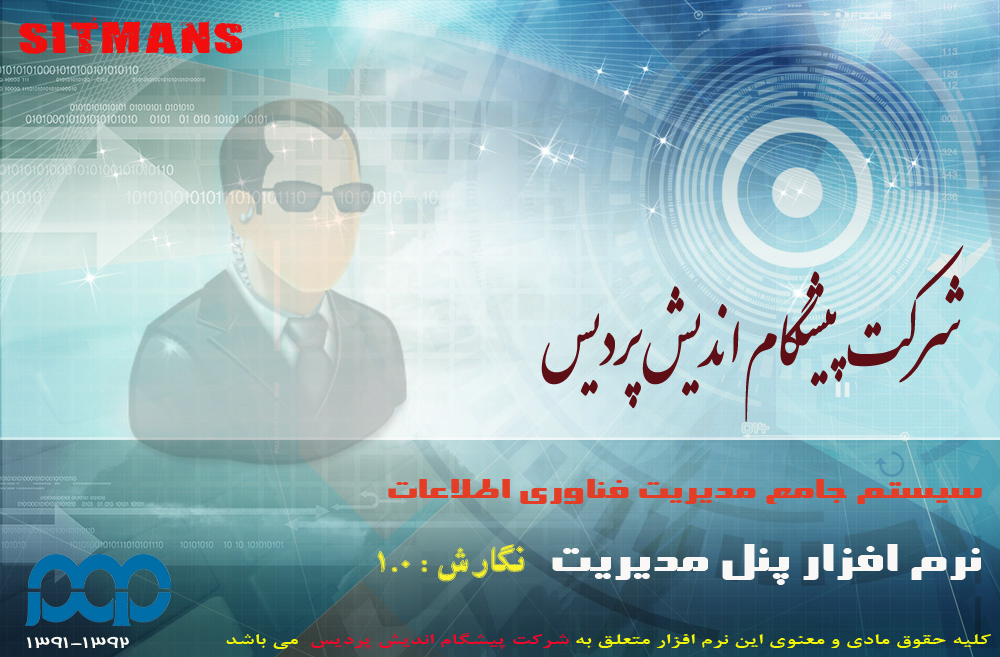 SITMANS
FOCUS
شرکت پیشگام اندیش پردیس
سیستم جامع مدیریت فناوری اطلاعات
نرم افزار پنل مدیریت نگارش : ۱.۰
۱۳۹۱-۱۳۹۲
کلیه حقوق مادی و معنوی این نرم افزار متعلق به شرکت پیشگام اندیش پردیس می باشد